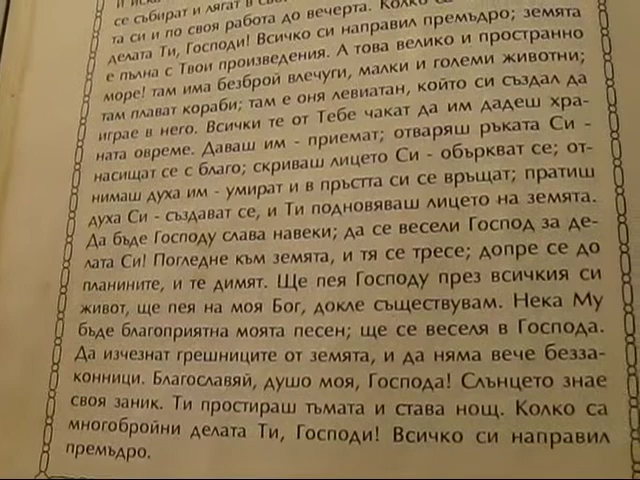 се събират и лягат в
та си и по своя работа до вечерта. Колко
делата Ти, Господи! Всичко си направил премъдро; земята
е пълна с Твои произведения. А това велико и пространно
море! там има безброй влечуги, малки и големи животни;
там плават кораби; там е оня левиатан, който си създал да
играе в него. Всички те от Тебе чакат да им дадеш хра-
ната овреме. Даваш им - приемат; отваряш ръката Си -
насищат се с благо; скриваш лицето Си - объркват се; от-
нимаш духа им - умират и в пръстта си се връщат; пратиш
духа Си - създават се, и Ти подновяваш лицето на земята.
Да бъде Господу слава навеки; да се весели Господ за де-
лата Си! Погледне към земята, и тя се тресе; допре се до
планините, и те димят. Ще пея Господу през всичкия си
живот, ще пея на моя Бог, докле съществувам. Нека Му
бъде благоприятна моята песен; ще се веселя в Господа.
Да изчезнат грешниците от земята, и да няма вече безза-
конници. Благославяй, душо моя, Господа! Слънцето знае
своя заник. Ти простираш тъмата и става нощ. Колко са
многобройни делата Ти, Господи! Всичко си направил
премъдро.